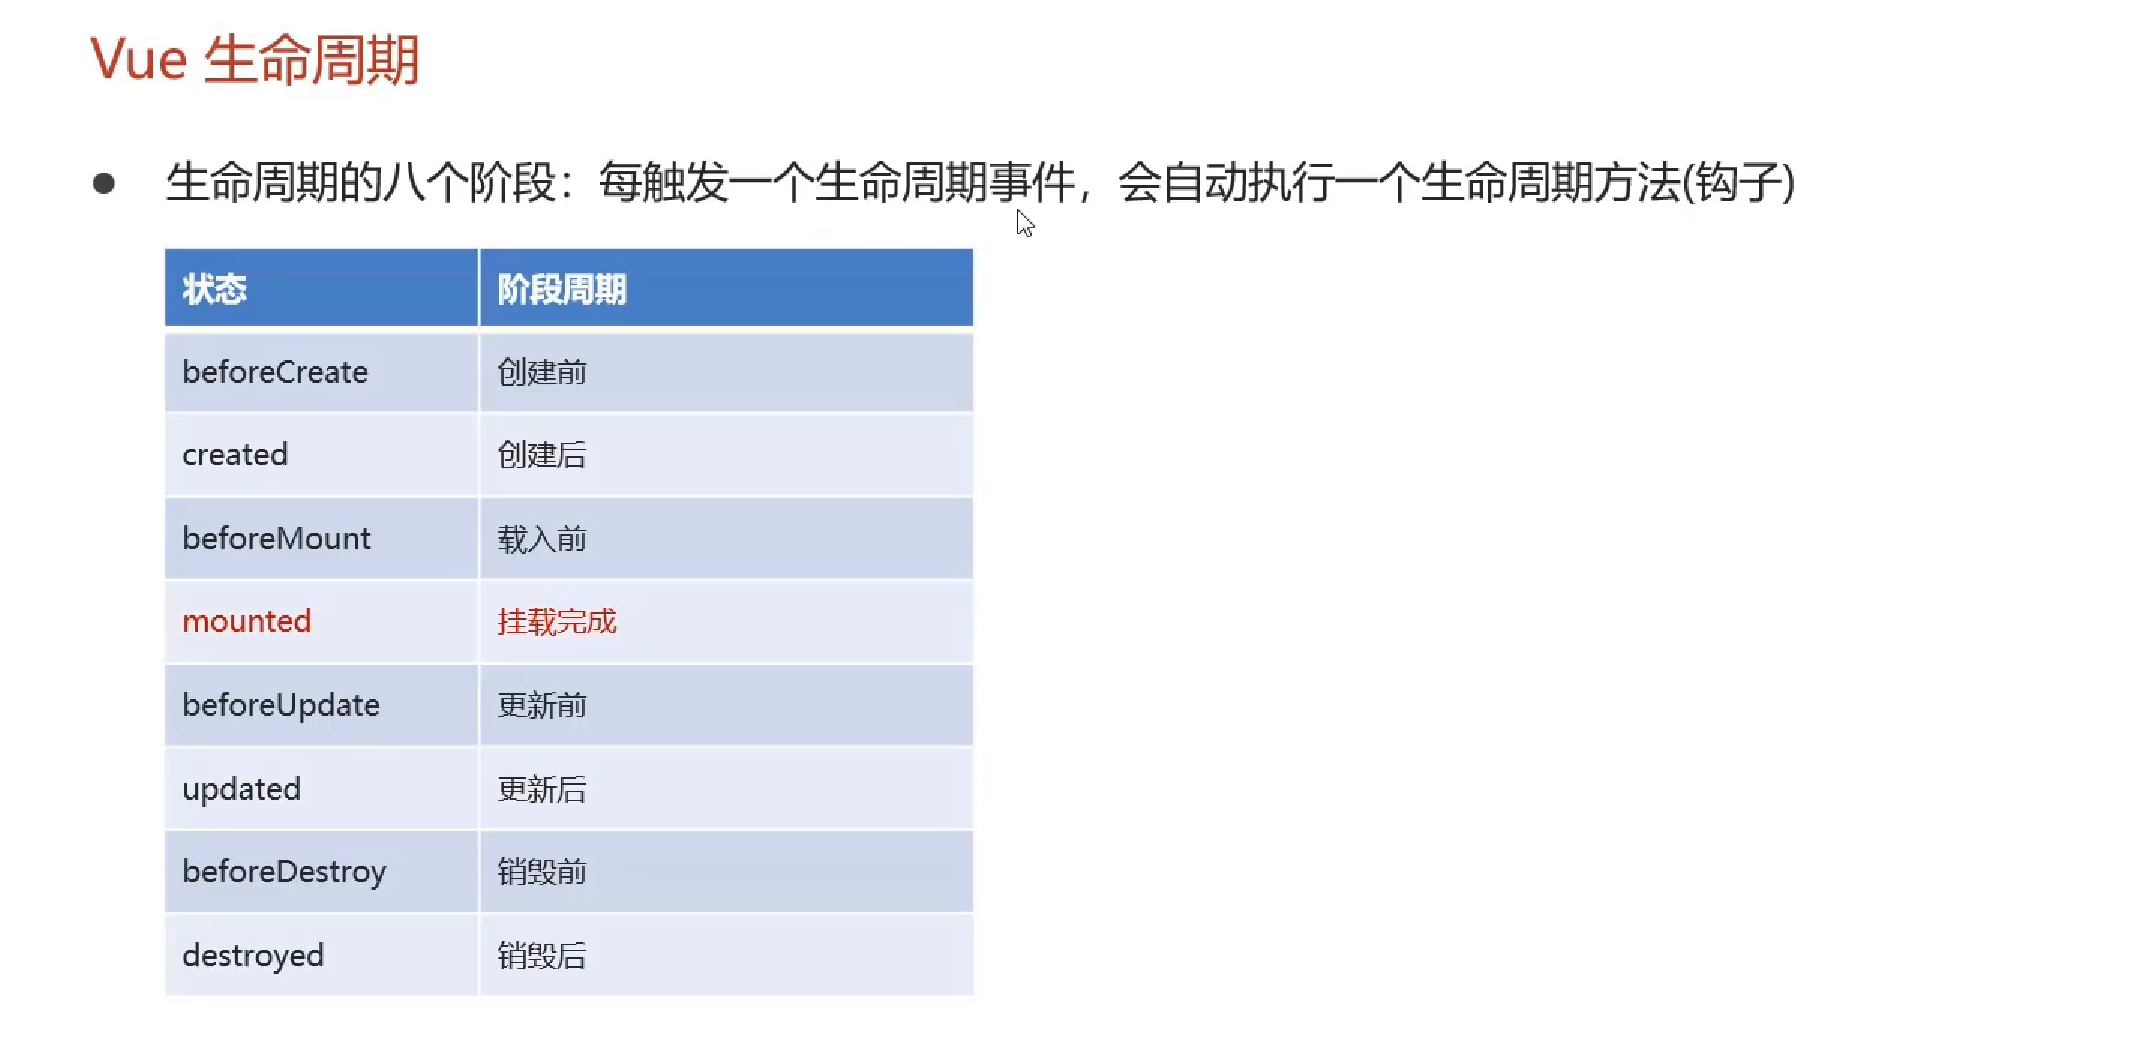 Vue 生命周期
● 生命周期的八个阶段：每触发一个生命周期事件，会自动执行一个生命周期方法(钩子)
状态 阶段周期
beforeCreate 创建前
created 创建后
beforeMount 载入前
mounted 挂载完成
beforeUpdate 更新前
updated 更新后
beforeDestroy 销毁前
destroyed 销毁后